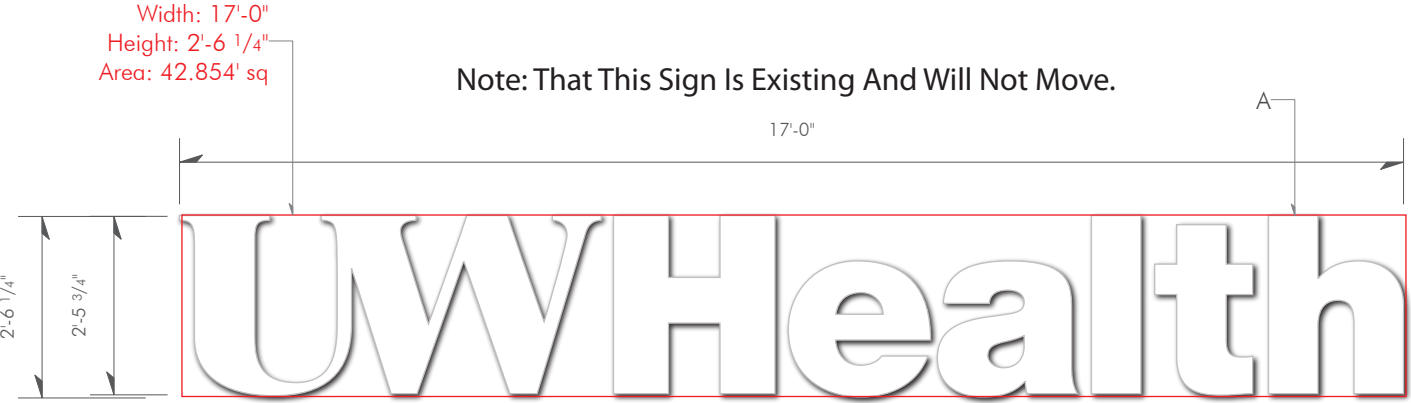 Width: 17'-0"
Height: 2'-6 1/4"
Area: 42.854' sq
Note: That This Sign Is Existing And Will Not Move.
A
17'-0"
2'-6 1/4"
2'-5 3/4"
UWHealth